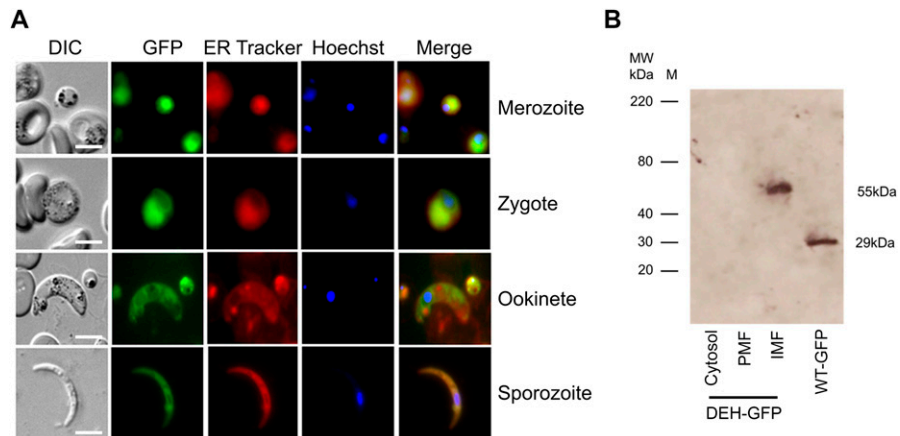 A
DIC GFP ER Tracker Hoechst Merge
Merozoite
Zygote
Ookinete
Sporozoite
B
MW
kDa M
220
80
40
30
20
55kDa
29kDa
Cytosol
PMF
IMF
WT-GFP
DEH-GFP